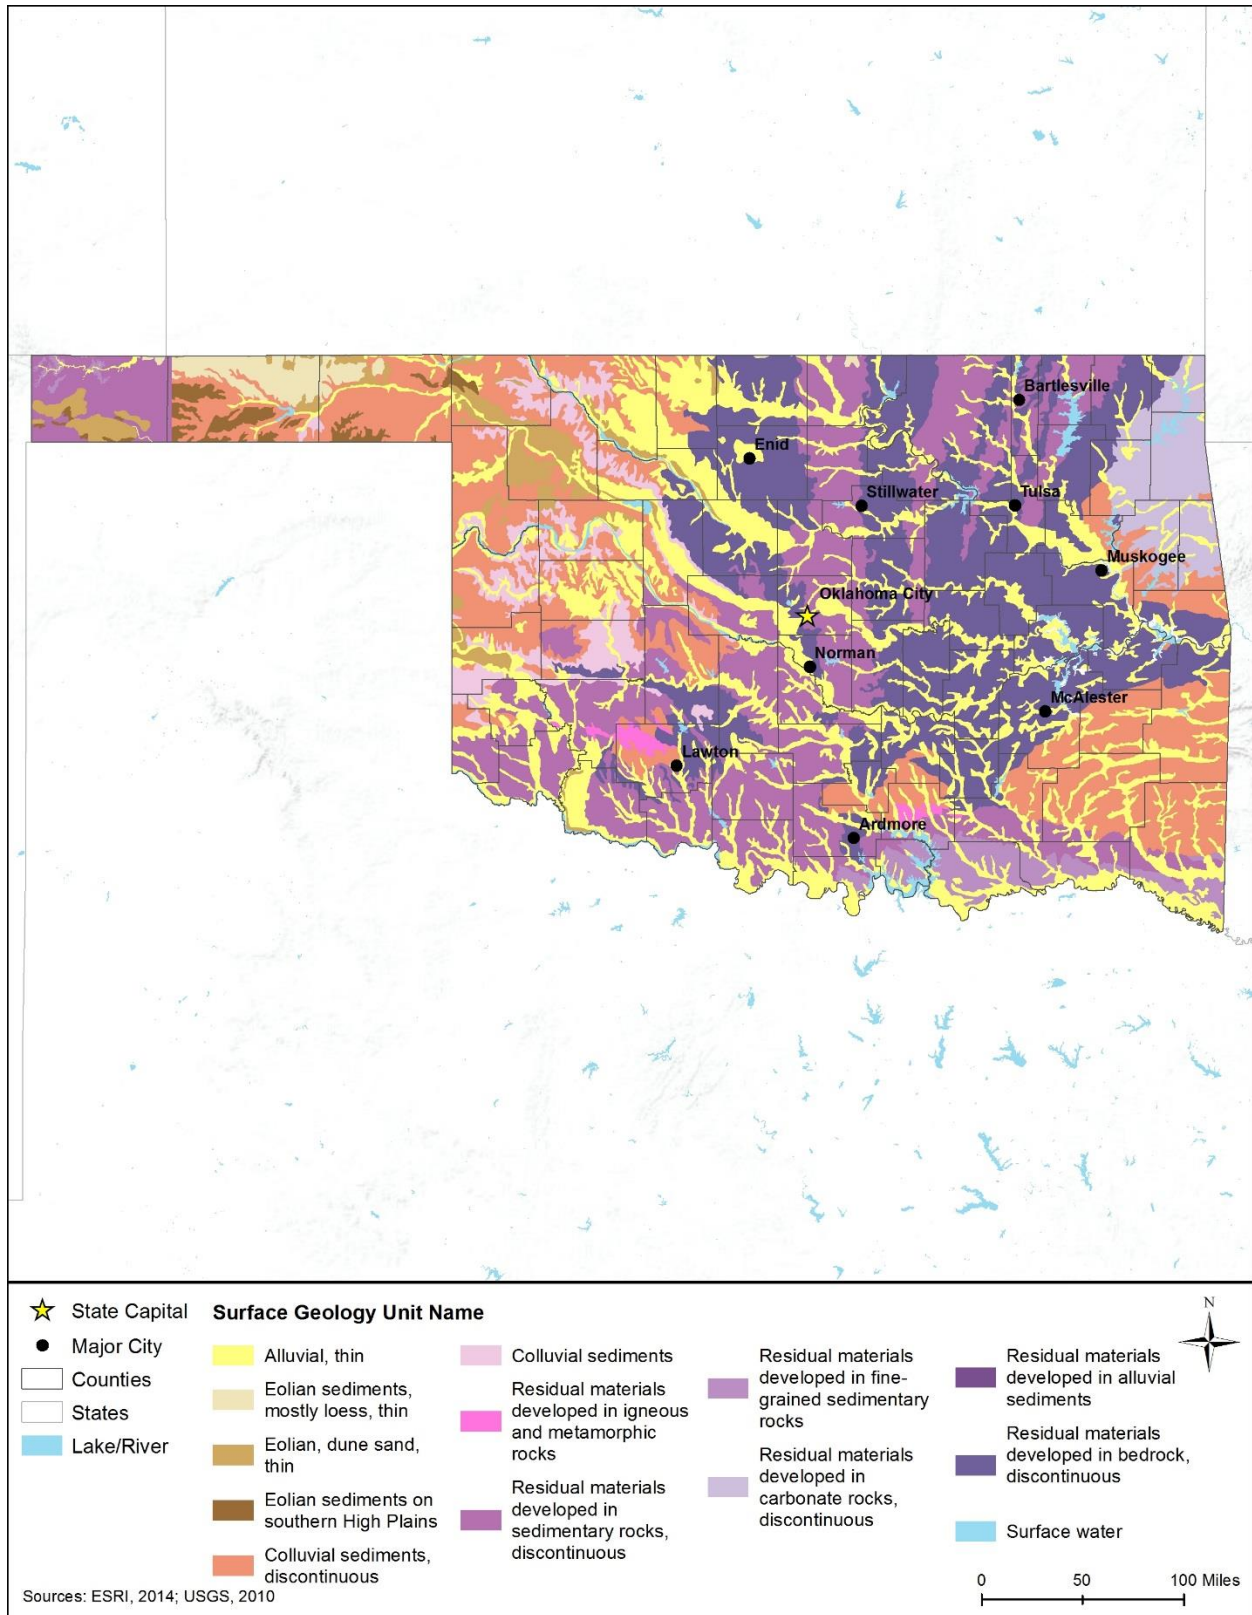 Bartlesville
Enid
Stillwater
Tulsa
Muskogee
Oklahoma City
Norman
McAlester
Lawton
Ardmore
State Capital
Major City
Counties
States
Lake/River
Surface Geology Unit Name
Alluvial, thin
Eolian sediments,
mostly loess, thin
Eolian, dune sand,
thin
Eolian sediments on
southern High Plains
Colluvial sediments,
discontinuous
Colluvial sediments
Residual materials
developed in igneous
and metamorphic
rocks
Residual materials
developed in
sedimentary rocks,
discontinuous
Residual materials
developed in fine-
grained sedimentary
rocks
Residual materials
developed in
carbonate rocks,
discontinuous
Residual materials
developed in alluvial
sediments
Residual materials
developed in bedrock,
discontinuous
Surface water
N
0 50 100 Miles
Sources: ESRI, 2014; USGS, 2010